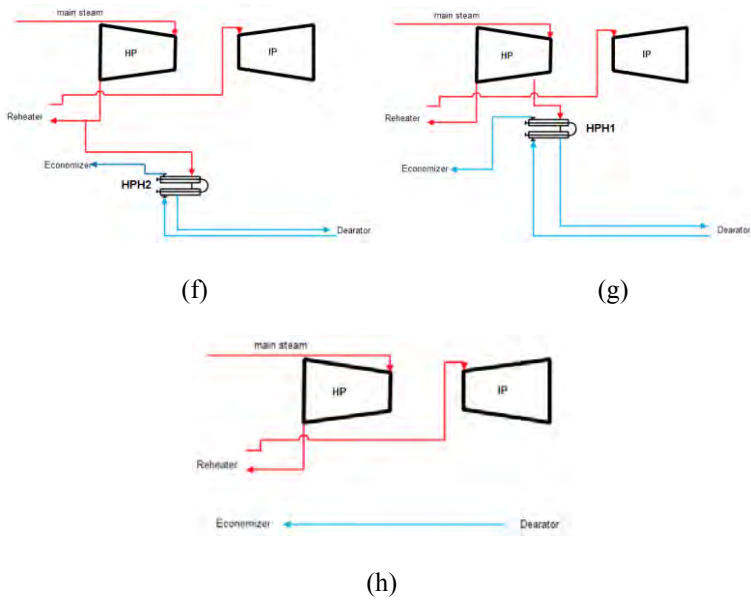 main steam
HP
IP
Reheater
Economizer
HPH2
Dearator
(f)
main steam
HP
IP
Reheater
HPH1
Economizer
Dearator
(g)
main steam
HP
IP
Reheater
Economizer
Dearator
(h)